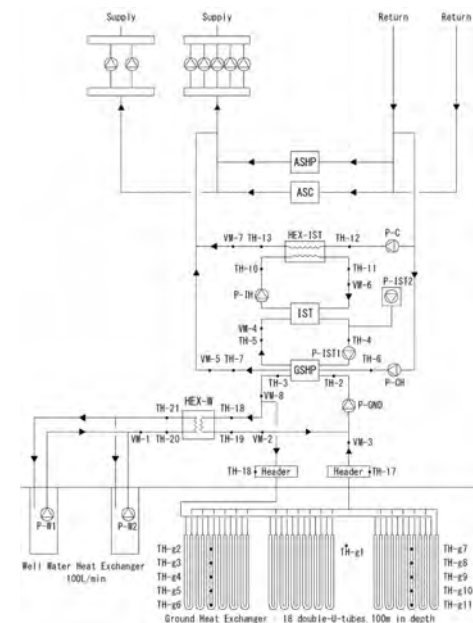 Supply Supply Return Return
ASHP
ASC
HEX-IST
VM-7 TH-13 TH-12 P-C
TH-10 TH-11
VM-6 P-IST2
P-IH
IST
VM-4
TH-5 TH-4
P-IST1
VM-5 TH-7 GSHP TH-6
TH-3 TH-2 P-CH
VM-8
HEX-W
TH-21 TH-18 P-GND
VM-1 TH-20 TH-19 VM-2 VM-3
TH-18 Header Header TH-17
P-W1 P-W2
TH-g1
TH-g2 TH-g7
TH-g3 TH-g8
TH-g4 TH-g9
TH-g5 TH-g10
TH-g6 TH-g11
Well Water Heat Exchanger
100L/min
Ground Heat Exchanger - 18 double-U-tubes, 100m in depth